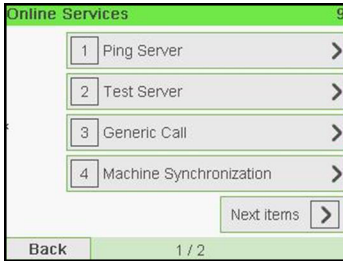 Online Services 9
1 Ping Server
2 Test Server
3 Generic Call
4 Machine Synchronization
Next items
Back 1 / 2